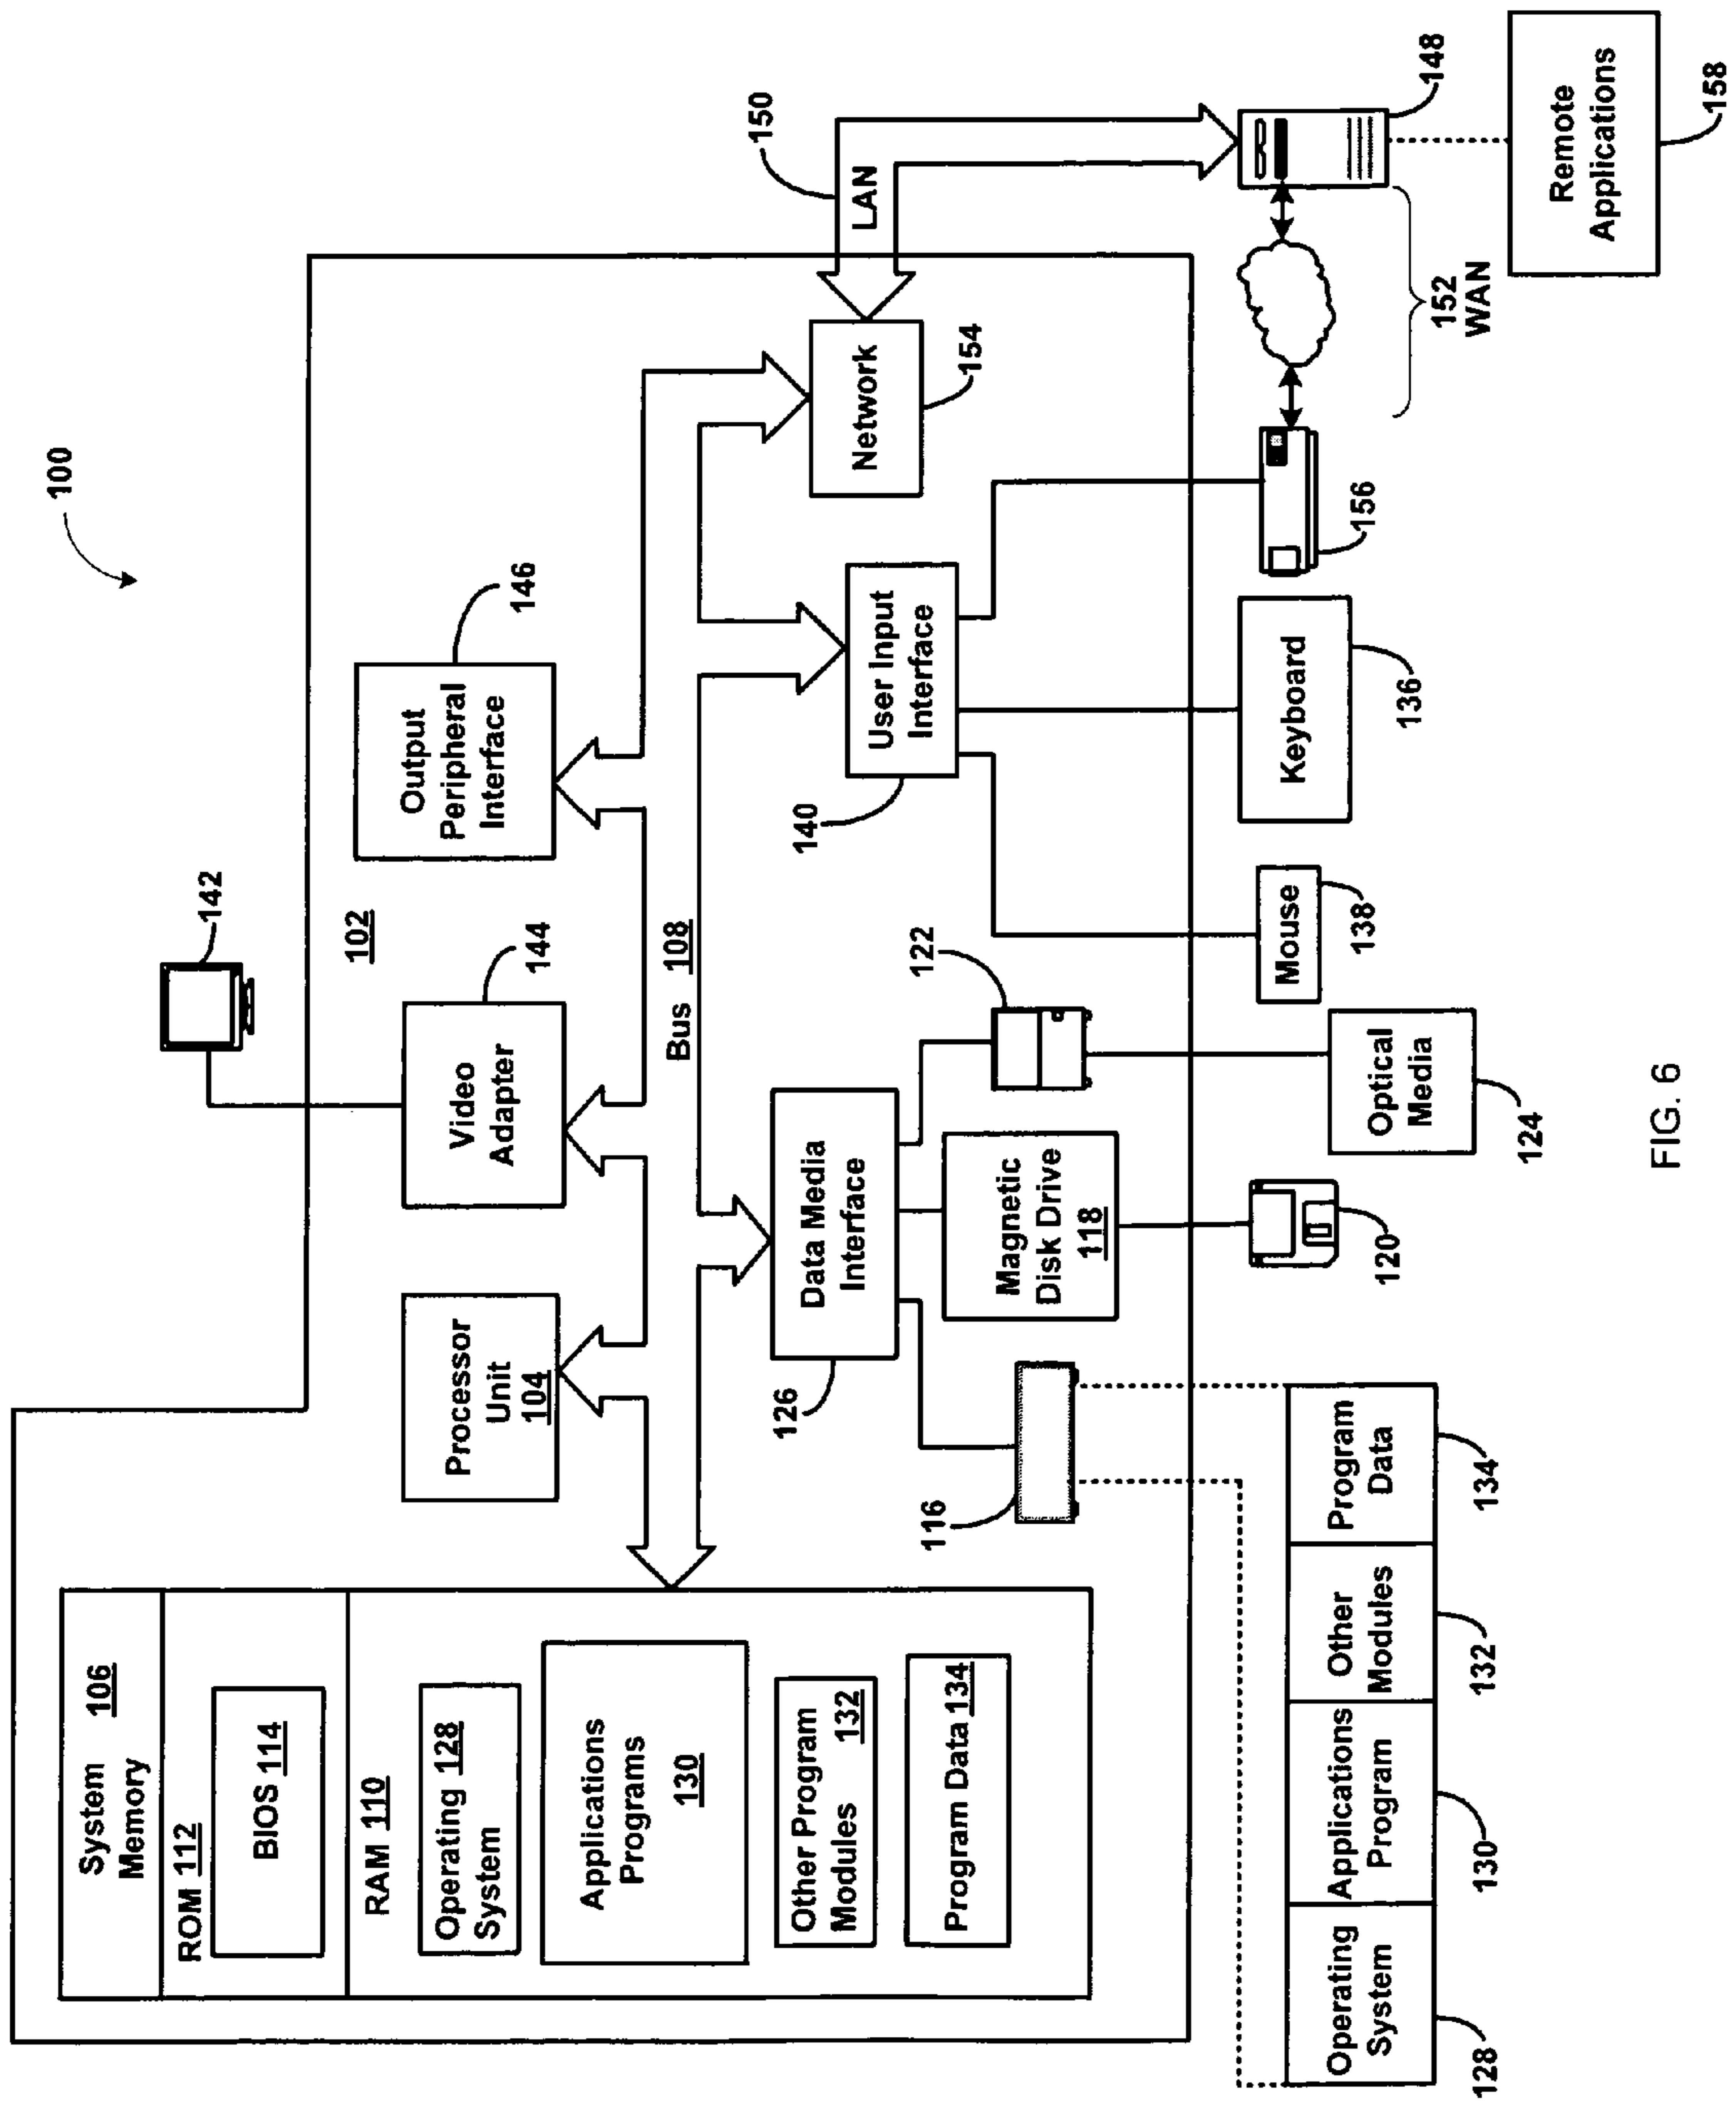 100
142
System
Memory
106
ROM 112
BIOS 114
RAM 110
Operating 128
System
Applications
Programs
130
Other Program
Modules 132
Program Data 134
Processor
Unit
104
Video
Adapter
144
102
Output
Peripheral
Interface
146
Bus 108
Data Media
Interface
126
116
Magnetic
Disk Drive
118
122
User Input
Interface
140
Network
154
LAN
150
Operating
System
128
Applications
Program
130
Other
Modules
132
Program
Data
134
120
Optical
Media
124
Mouse
138
Keyboard
136
156
152
WAN
148
Remote
Applications
158
FIG. 6